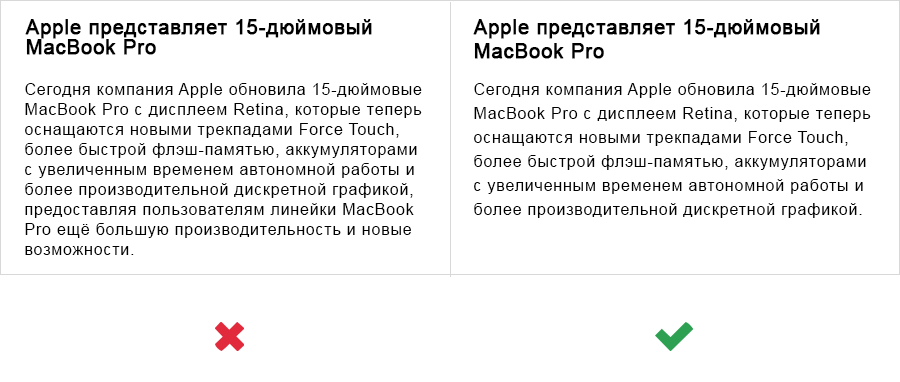 Apple представляет 15-дюймовый
MacBook Pro
Сегодня компания Apple обновила 15-дюймовые
MacBook Pro с дисплеем Retina, которые теперь
оснащаются новыми трекпадами Force Touch,
более быстрой флэш-памятью, аккумуляторами
с увеличенным временем автономной работы и
более производительной дискретной графикой,
предоставляя пользователям линейки MacBook
Pro ещё большую производительность и новые
возможности.
Apple представляет 15-дюймовый
MacBook Pro
Сегодня компания Apple обновила 15-дюймовые
MacBook Pro с дисплеем Retina, которые теперь
оснащаются новыми трекпадами Force Touch,
более быстрой флэш-памятью, аккумуляторами
с увеличенным временем автономной работы и
более производительной дискретной графикой.